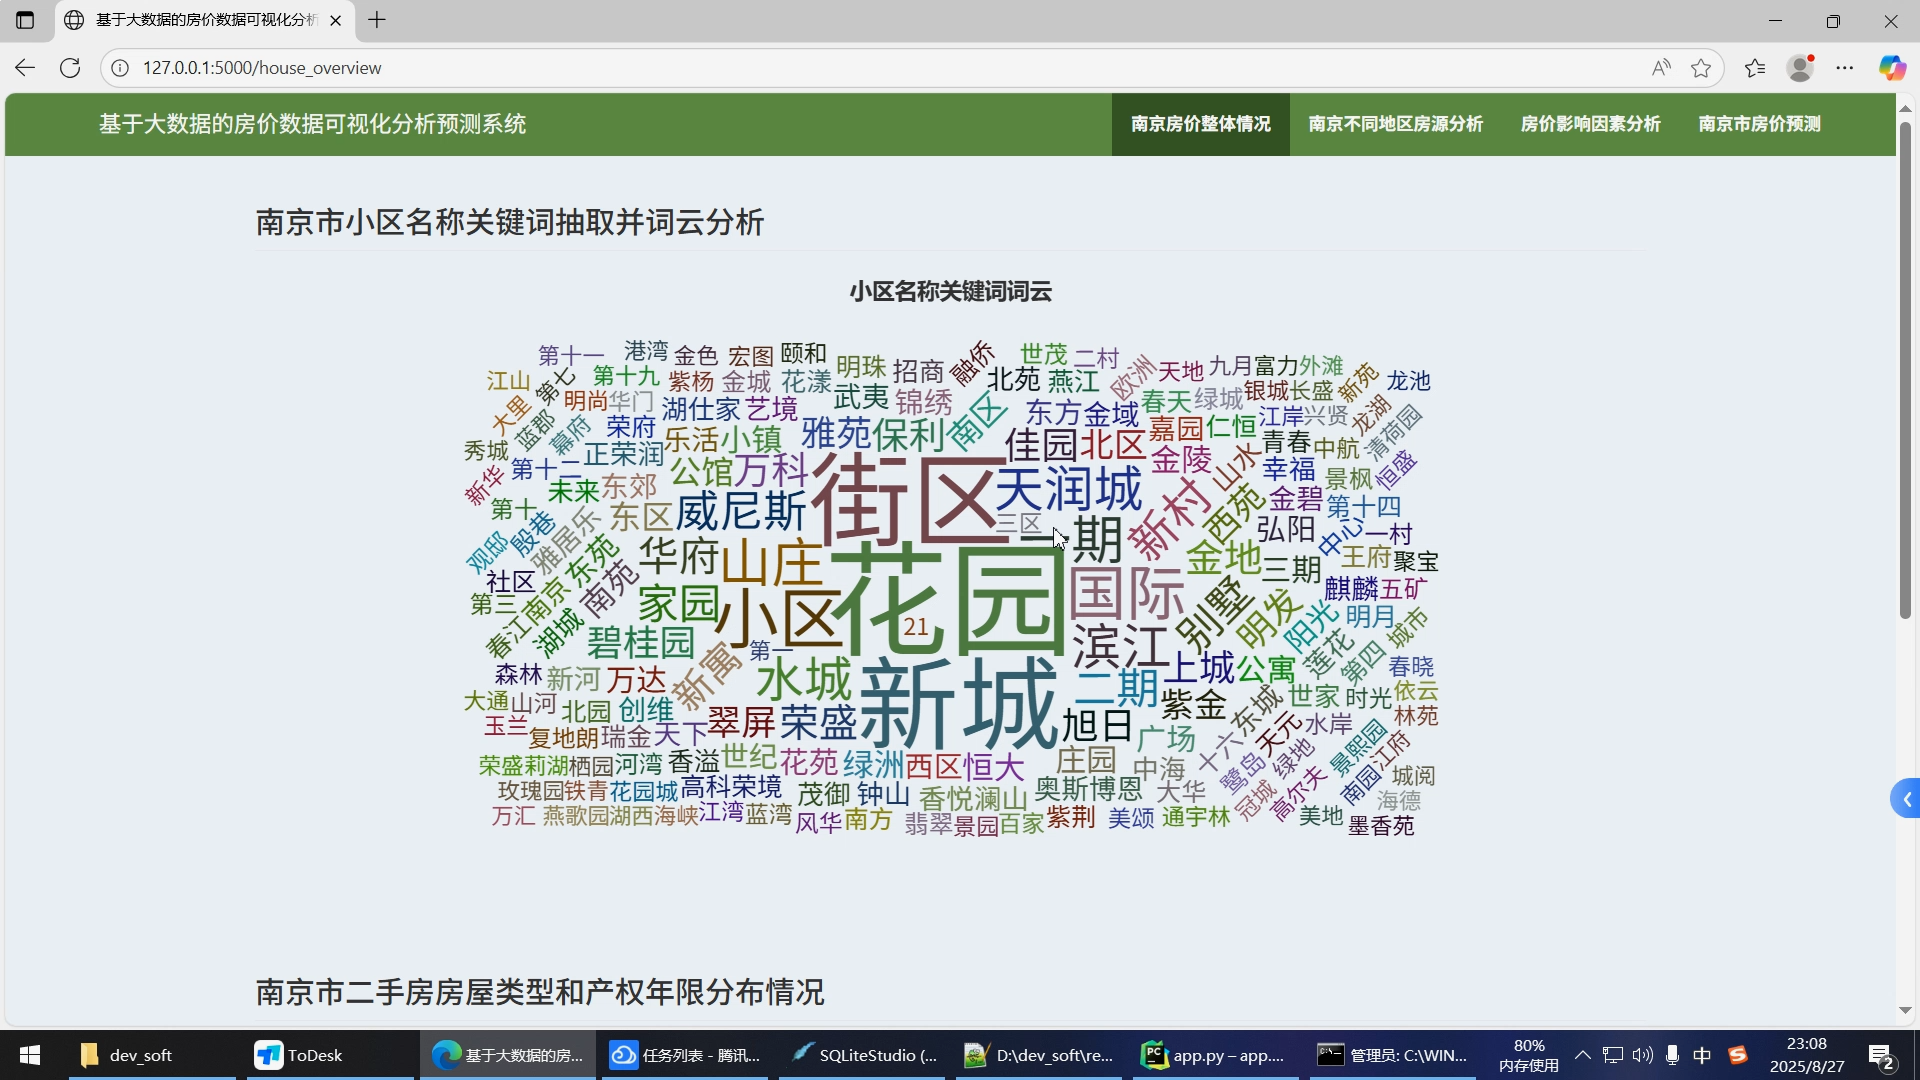 基于大数据的房价数据可视化分析
127.0.0.1:5000/house_overview
基于大数据的房价数据可视化分析预测系统
南京房价整体情况 南京不同地区房源分析 房价影响因素分析 南京市房价预测
南京市小区名称关键词抽取并词云分析
小区名称关键词词云
第十一 港湾 金色 宏图 颐和 明珠 招商 融侨 世茂 二村 欧洲 天地 九月 富力 外滩
江山 第七 第十九 紫杨 金城 花漾 武夷 锦绣 北苑 燕江 春天 绿城 银城 长盛 新苑 龙池
大里 明尚 华门 湖仕家 艺境 南区 东方 金域 江岸 兴贤 龙湖
秀城 蓝郡 幕府 荣府 乐活 小镇 雅苑 保利 佳园 北区 嘉园 仁恒 青春 中航 清荷园
新华 第十二 正荣润 公馆 万科 街区 天润城 金陵 山水 幸福 景枫 恒盛
第十 未来 东郊 东区 威尼斯 三区 一期 新村 西苑 金碧 第十四
观邸 殷巷 雅居乐 东苑 华府 山庄 金地 弘阳 三期 中心 一村 王府 聚宝
社区 南京 南苑 家园 小区 花园 国际 别墅 明发 阳光 麒麟 五矿
第三 春江 湖城 碧桂园 21 滨江 莲花 明月 城市
森林 新河 万达 新寓 第一 水城 新城 二期 上城 公寓 第四 春晓
大通 山河 北园 创维 翠屏 荣盛 旭日 紫金 东城 世家 时光 依云
玉兰 复地朗 瑞金 天下 广场 十六 天元 水岸 林苑
荣盛莉湖 栖园 河湾 香溢 世纪 花苑 绿洲 西区 恒大 庄园 中海 鹭岛 绿地 景熙园 江府 城阅
玫瑰园 铁青 花园城 高科荣境 茂御 钟山 香悦澜山 奥斯博恩 大华 冠城 高尔夫 南园 海德
万汇 燕歌园 湖西 海峡 江湾 蓝湾 风华 南方 翡翠 景园 百家 紫荆 美颂 通宇林 美地 墨香苑
南京市二手房房屋类型和产权年限分布情况
dev_soft ToDesk 基于大数据的房... 任务列表 - 腾讯... SQLiteStudio (... D:\dev_soft\re... app.py – app.... 管理员: C:\WIN...
80%
内存使用
中
23:08
2025/8/27
2